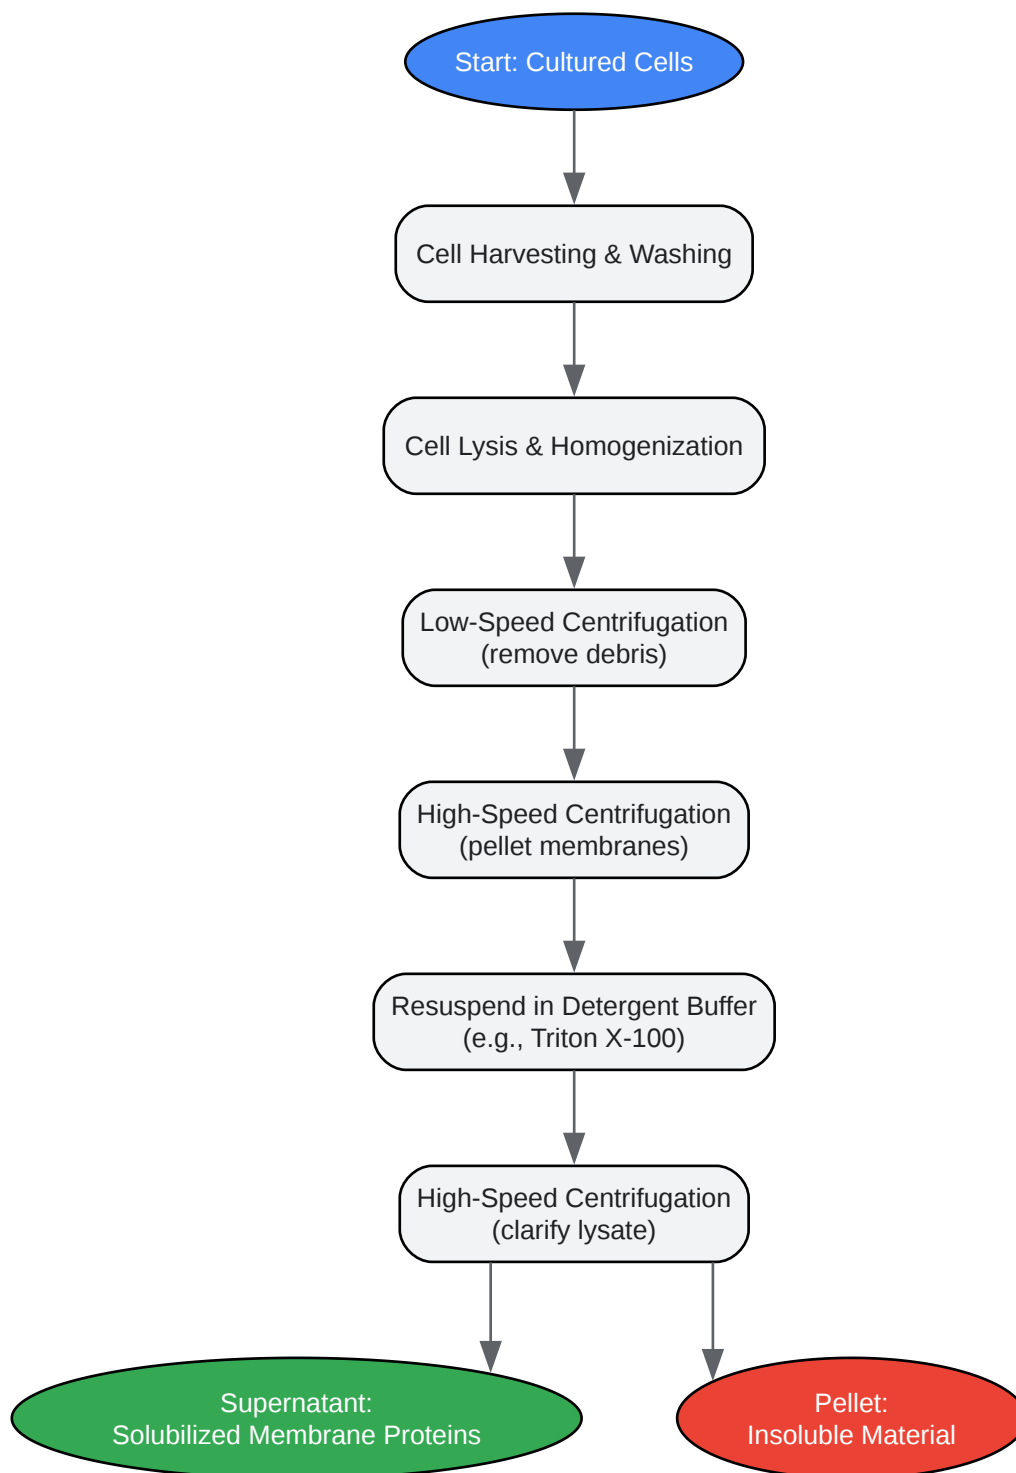 Start: Cultured Cells
Cell Harvesting & Washing
Cell Lysis & Homogenization
Low-Speed Centrifugation
(remove debris)
High-Speed Centrifugation
(pellet membranes)
Resuspend in Detergent Buffer
(e.g., Triton X-100)
High-Speed Centrifugation
(clarify lysate)
Supernatant:
Solubilized Membrane Proteins
Pellet:
Insoluble Material